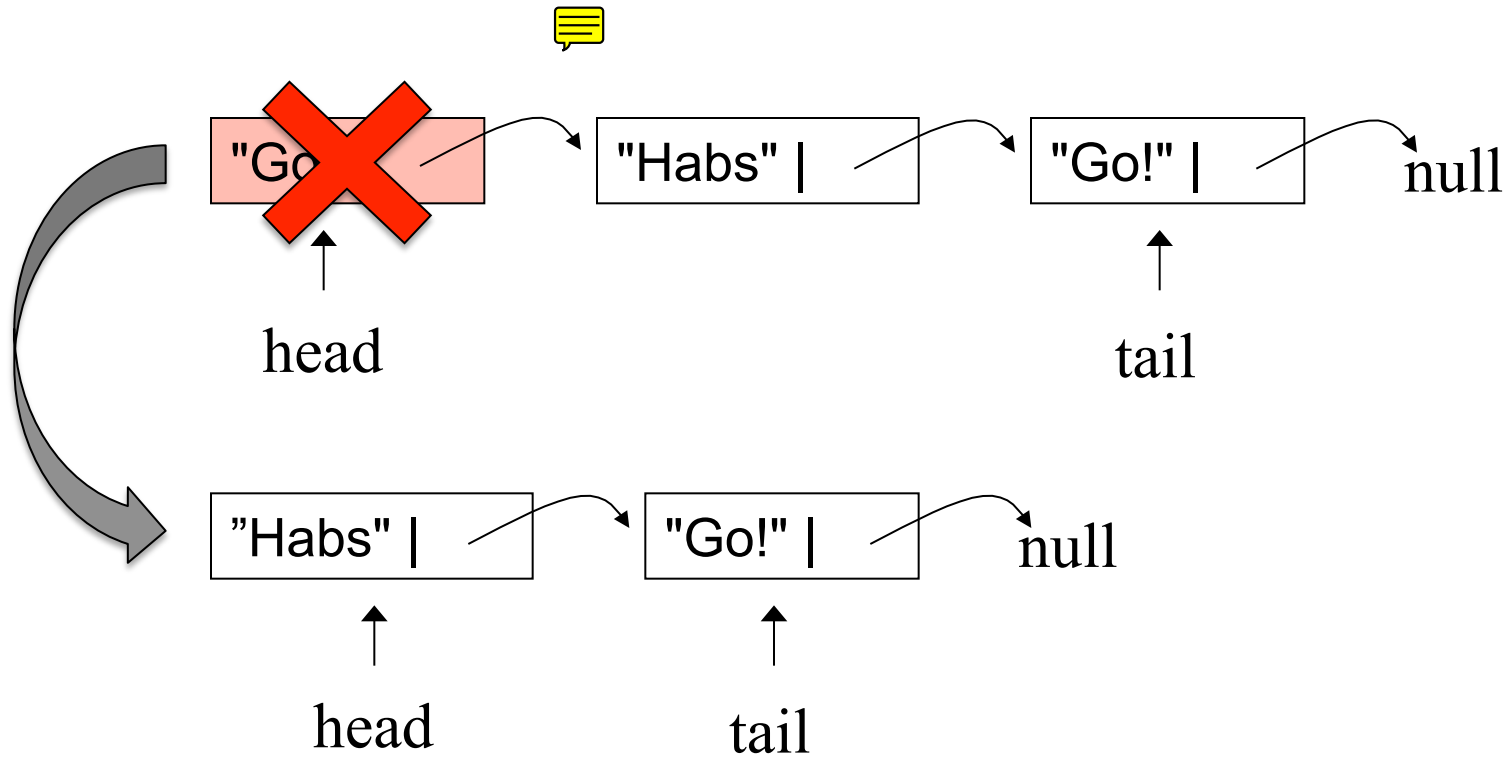 "Go "Habs" | "Go!" | null
head tail
”Habs" | "Go!" | null
head tail